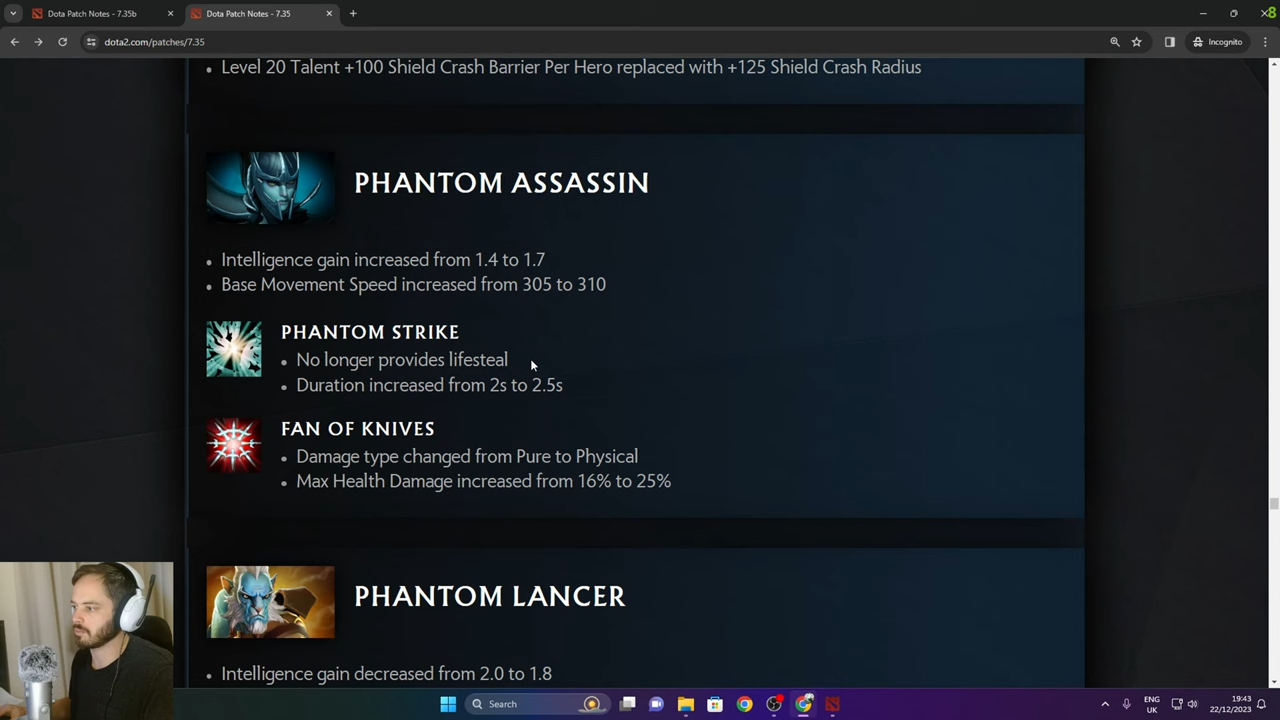 Dota Patch Notes - 7.35b
Dota Patch Notes - 7.35
8
dota2.com/patches/7.35
Incognito
Level 20 Talent +100 Shield Crash Barrier Per Hero replaced with +125 Shield Crash Radius
PHANTOM ASSASSIN
Intelligence gain increased from 1.4 to 1.7
Base Movement Speed increased from 305 to 310
PHANTOM STRIKE
No longer provides lifesteal
Duration increased from 2s to 2.5s
FAN OF KNIVES
Damage type changed from Pure to Physical
Max Health Damage increased from 16% to 25%
PHANTOM LANCER
Intelligence gain decreased from 2.0 to 1.8
Search
ENG
UK
19:43
22/12/2023